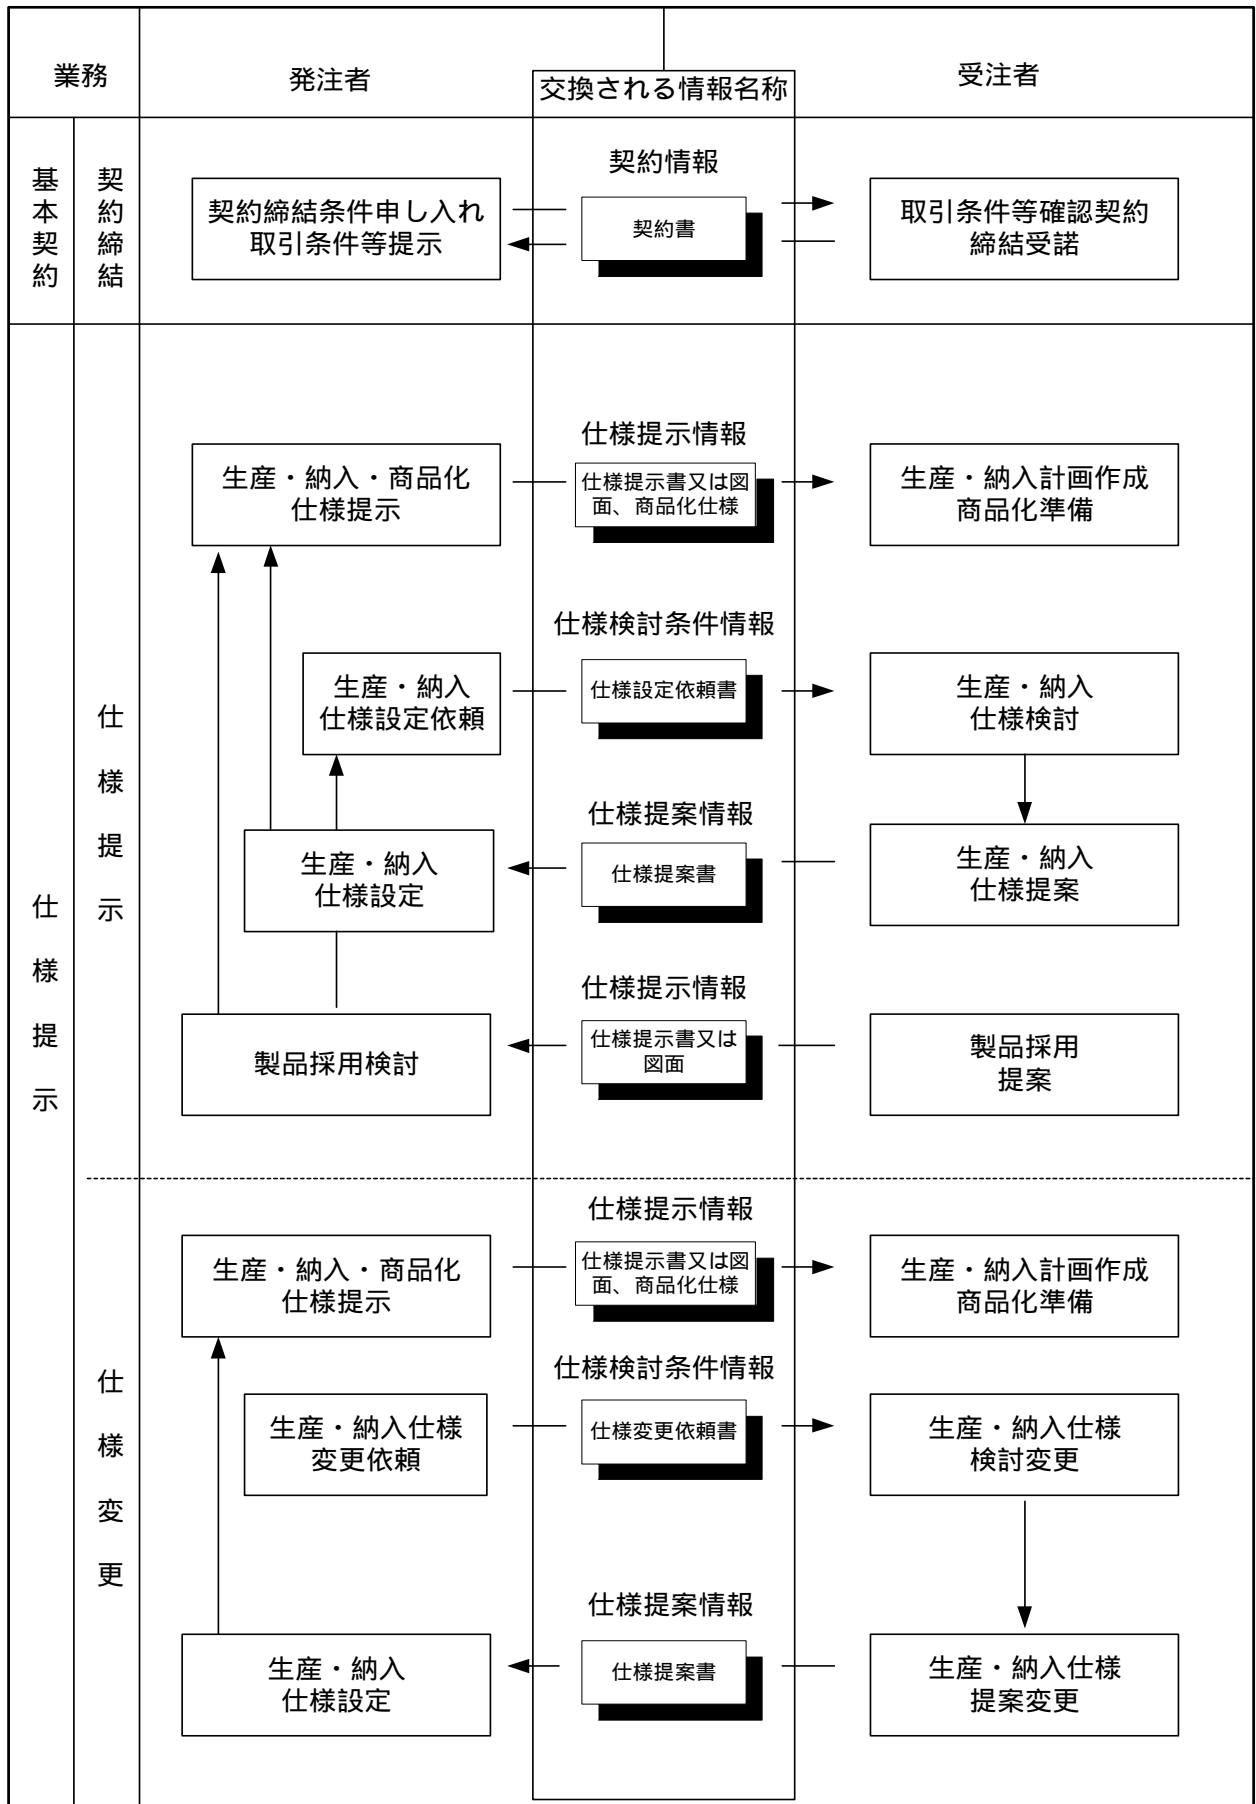 業務
発注者
交換される情報名称
受注者
基本契約
契約締結
契約情報
契約締結条件申し入れ
取引条件等提示
契約書
取引条件等確認契約
締結受諾
仕様提示
仕様提示
仕様提示情報
生産・納入・商品化
仕様提示
仕様提示書又は図
面、商品化仕様
生産・納入計画作成
商品化準備
仕様検討条件情報
生産・納入
仕様設定依頼
仕様設定依頼書
生産・納入
仕様検討
仕様提案情報
生産・納入
仕様設定
仕様提案書
生産・納入
仕様提案
仕様提示情報
製品採用検討
仕様提示書又は
図面
製品採用
提案
仕様変更
仕様提示情報
生産・納入・商品化
仕様提示
仕様提示書又は図
面、商品化仕様
生産・納入計画作成
商品化準備
仕様検討条件情報
生産・納入仕様
変更依頼
仕様変更依頼書
生産・納入仕様
検討変更
仕様提案情報
生産・納入
仕様設定
仕様提案書
生産・納入仕様
提案変更